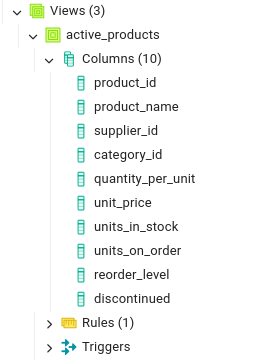 Views (3)
active_products
Columns (10)
product_id
product_name
supplier_id
category_id
quantity_per_unit
unit_price
units_in_stock
units_on_order
reorder_level
discontinued
Rules (1)
Triggers